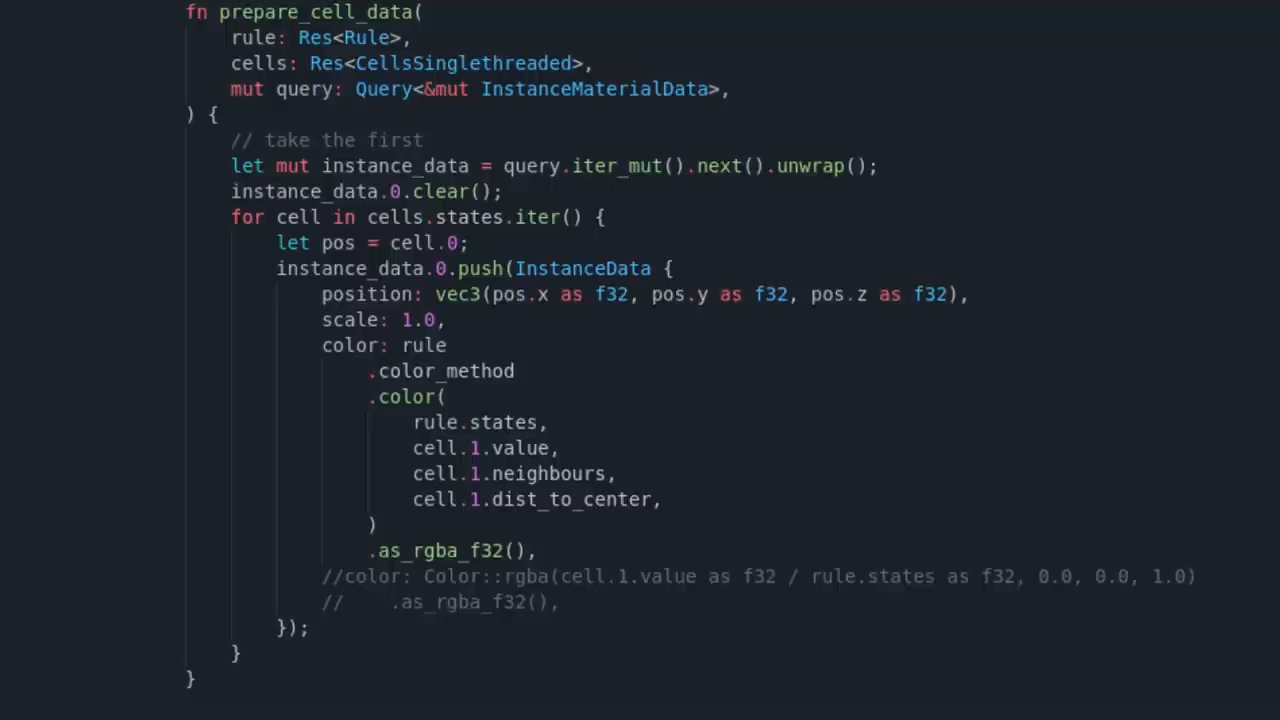 fn prepare_cell_data(
    rule: Res<Rule>,
    cells: Res<CellsSinglethreaded>,
    mut query: Query<&mut InstanceMaterialData>,
) {
    // take the first
    let mut instance_data = query.iter_mut().next().unwrap();
    instance_data.0.clear();
    for cell in cells.states.iter() {
        let pos = cell.0;
        instance_data.0.push(InstanceData {
            position: vec3(pos.x as f32, pos.y as f32, pos.z as f32),
            scale: 1.0,
            color: rule
                .color_method
                .color(
                    rule.states,
                    cell.1.value,
                    cell.1.neighbours,
                    cell.1.dist_to_center,
                )
                .as_rgba_f32(),
            //color: Color::rgba(cell.1.value as f32 / rule.states as f32, 0.0, 0.0, 1.0)
            //    .as_rgba_f32(),
        });
    }
}